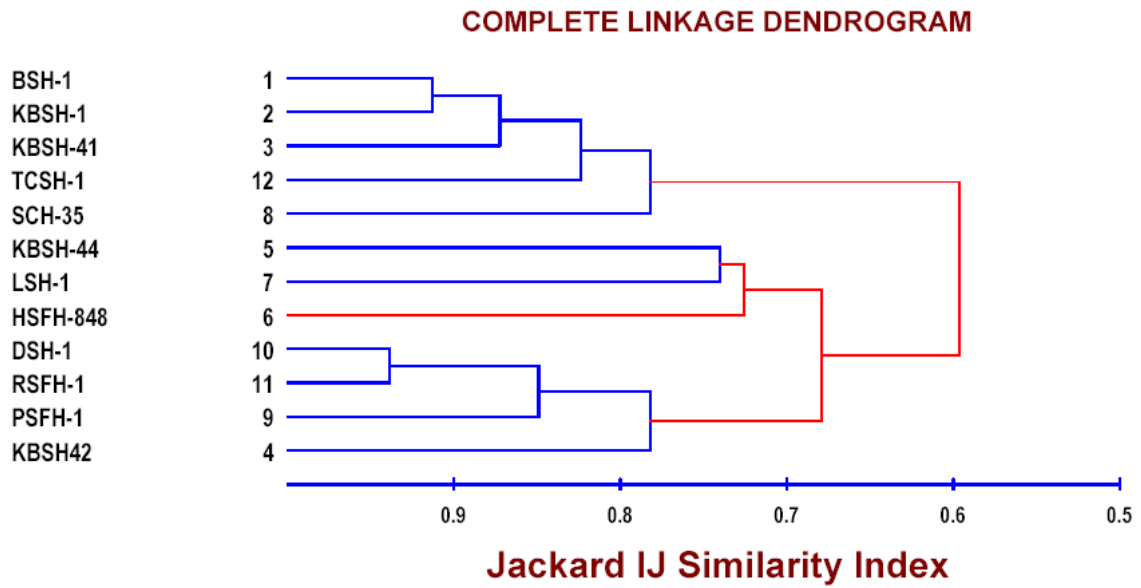 COMPLETE LINKAGE DENDROGRAM
BSH-1 1
KBSH-1 2
KBSH-41 3
TCSH-1 12
SCH-35 8
KBSH-44 5
LSH-1 7
HSFH-848 6
DSH-1 10
RSFH-1 11
PSFH-1 9
KBSH42 4
0.9 0.8 0.7 0.6 0.5
Jackard IJ Similarity Index